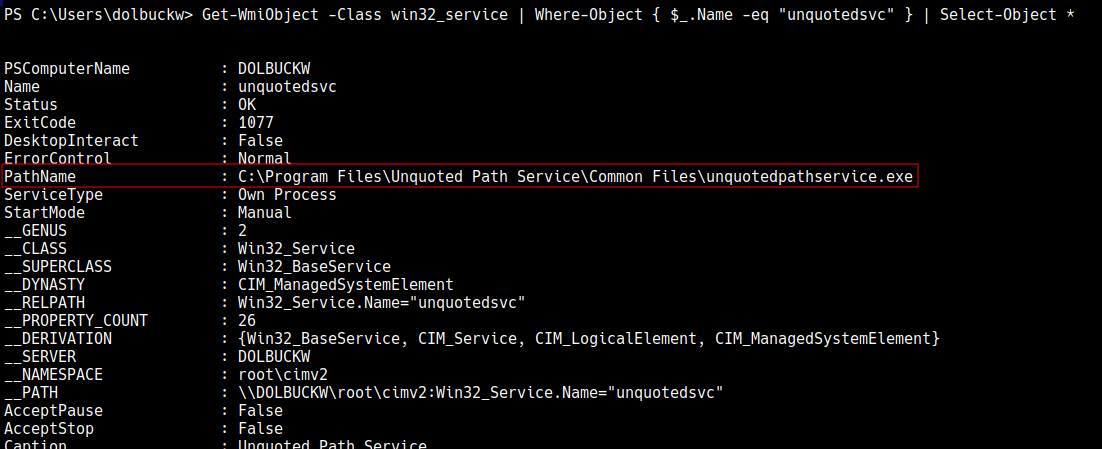 PS C:\Users\dolbuckw> Get-WmiObject -Class win32_service | Where-Object { $_.Name -eq "unquotedsvc" } | Select-Object *
PSComputerName : DOLBUCKW
Name : unquotedsvc
Status : OK
ExitCode : 1077
DesktopInteract : False
ErrorControl : Normal
PathName : C:\Program Files\Unquoted Path Service\Common Files\unquotedpathservice.exe
ServiceType : Own Process
StartMode : Manual
__GENUS : 2
__CLASS : Win32_Service
__SUPERCLASS : Win32_BaseService
__DYNASTY : CIM_ManagedSystemElement
__RELPATH : Win32_Service.Name="unquotedsvc"
__PROPERTY_COUNT : 26
__DERIVATION : {Win32_BaseService, CIM_Service, CIM_LogicalElement, CIM_ManagedSystemElement}
__SERVER : DOLBUCKW
__NAMESPACE : root\cimv2
__PATH : \\DOLBUCKW\root\cimv2:Win32_Service.Name="unquotedsvc"
AcceptPause : False
AcceptStop : False
Caption : Unquoted Path Service